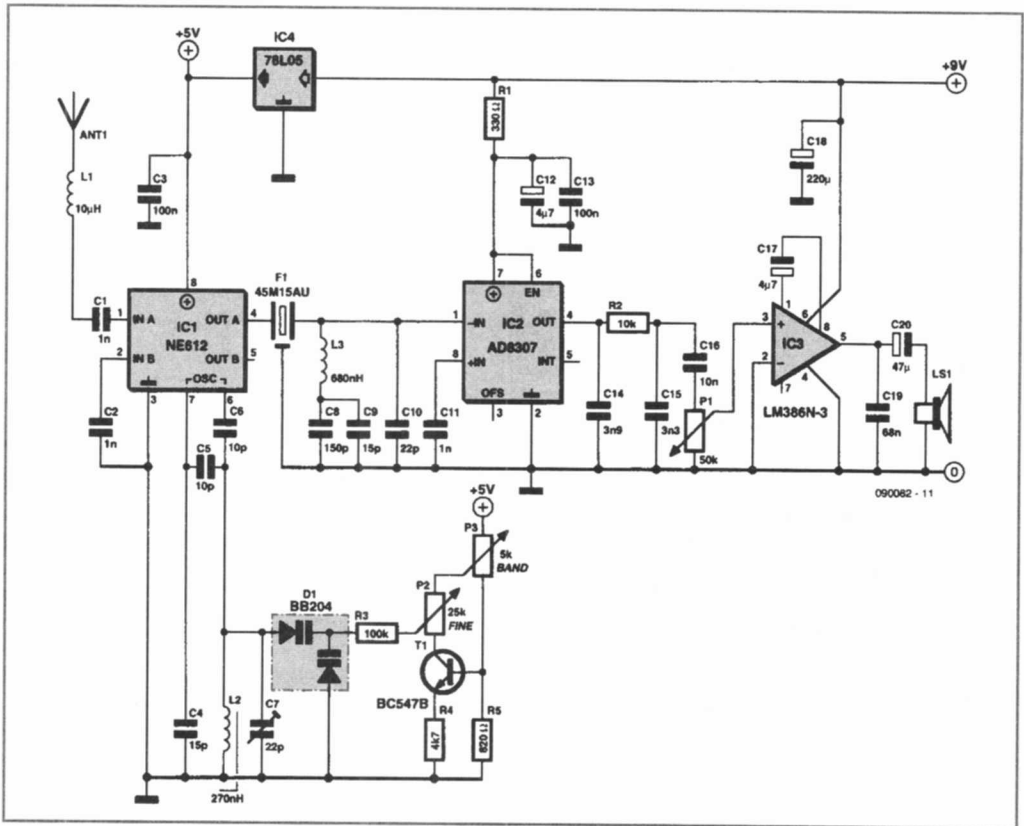 +5V
IC4
78L05
+9V
ANT1
R1
330 Ω
L1
10µH
C3
100n
C12
4µ7
C13
100n
C18
220µ
C17
4µ7
F1
45M15AU
8
7
6
EN
C1
1n
1
IN A
OUT A
4
IC1
NE612
2
IN B
OUT B
5
OSC
3
7
6
1
–IN
OUT
4
IC2
AD8307
8
+IN
INT
5
OFS
3
2
R2
10k
C16
10n
P1
50k
1
3
+
6
8
IC3
5
2
–
4
7
LM386N-3
C20
47µ
LS1
C19
68n
L3
680nH
C8
150p
C9
15p
C10
22p
C11
1n
C14
3n9
C15
3n3
C2
1n
C6
10p
C5
10p
0
090082 - 11
+5V
P3
5k
BAND
D1
BB204
R3
100k
P2
25k
FINE
T1
BC547B
R4
4k7
R5
820 Ω
C4
15p
L2
270nH
C7
22p